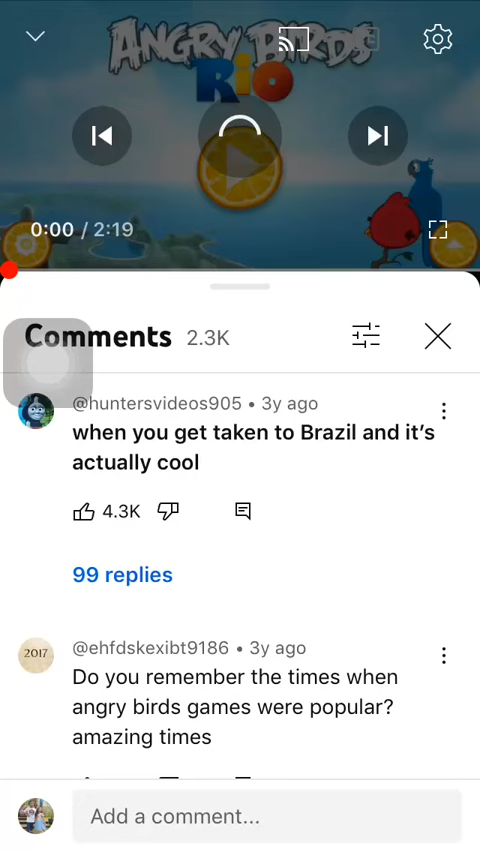 ANGRY BIRDS
RIO
0:00 / 2:19
Comments 2.3K
@huntersvideos905 • 3y ago
when you get taken to Brazil and it’s
actually cool
4.3K
99 replies
2017
@ehfdskexibt9186 • 3y ago
Do you remember the times when
angry birds games were popular?
amazing times
Add a comment...